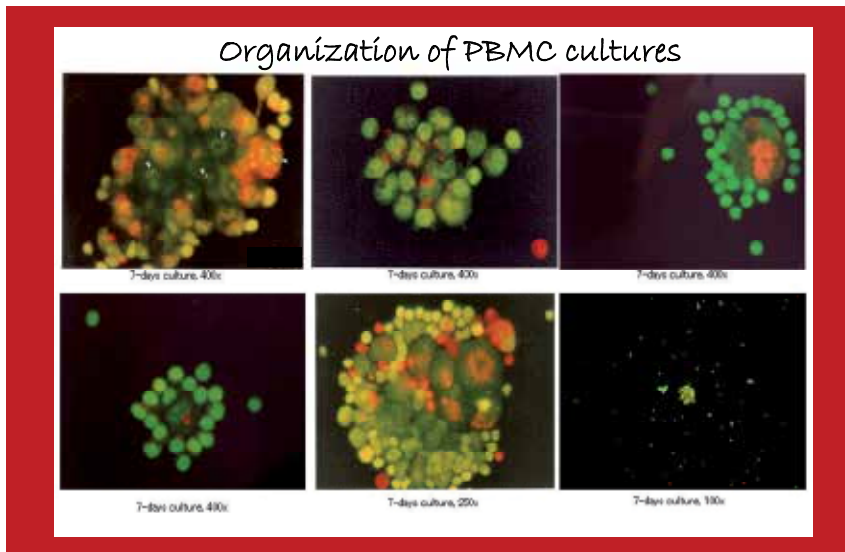 Organization of PBMC cultures
7-days culture, 400x
7-days culture, 400x
7-days culture, 400x
7-days culture, 400x
7-days culture, 250x
7-days culture, 100x